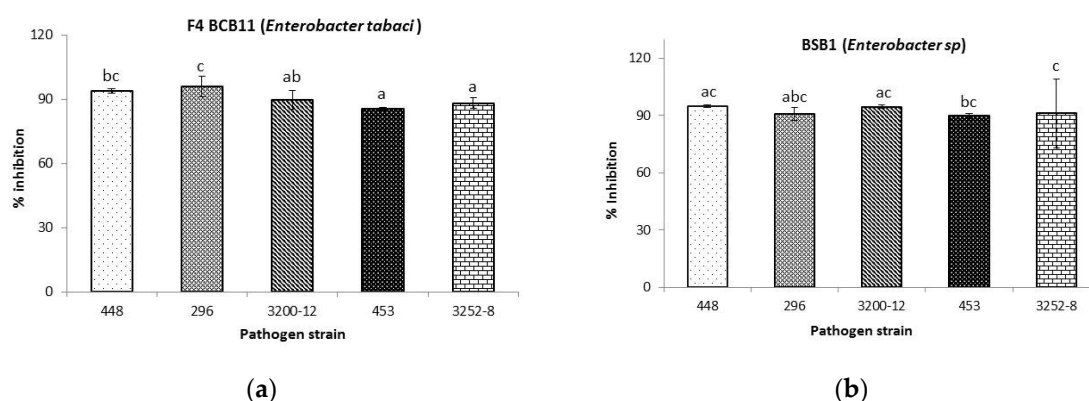 F4 BCB11 (Enterobacter tabaci)
120
90
60
30
0
% inhibition
bc
c
ab
a
a
448 296 3200-12 453 3252-8
Pathogen strain
(a)
BSB1 (Enterobacter sp)
120
90
60
30
0
% Inhibition
ac
abc
ac
bc
c
448 296 3200-12 453 3252-8
Pathogen strain
(b)